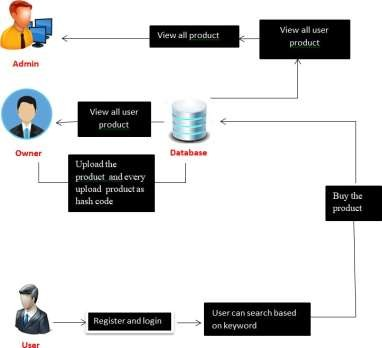 View all product
View all user
product
Admin
View all user
product
Owner
Database
Upload the
product and every
upload product as
hash code
Buy the
product
Register and login
User can search based
on keyword
User